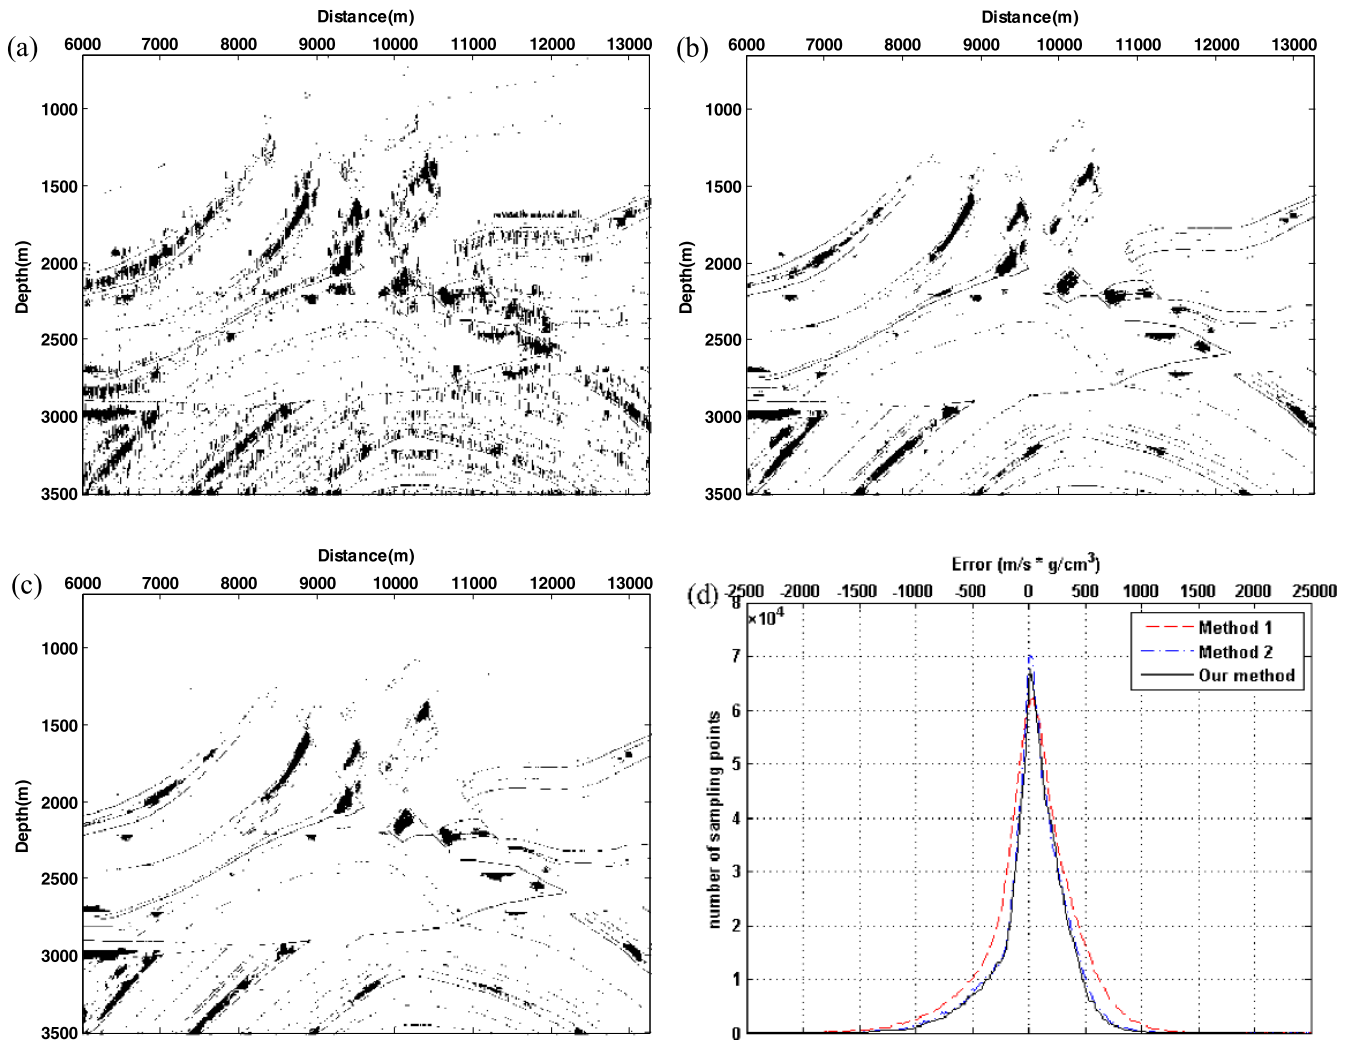 Distance(m)
(a) 6000 7000 8000 9000 10000 11000 12000 13000
1000
1500
2000
2500
3000
3500
Depth(m)
Distance(m)
(b) 6000 7000 8000 9000 10000 11000 12000 13000
1000
1500
2000
2500
3000
3500
Depth(m)
Distance(m)
(c) 6000 7000 8000 9000 10000 11000 12000 13000
1000
1500
2000
2500
3000
3500
Depth(m)
Error (m/s * g/cm³)
(d) -2500 -2000 -1500 -1000 -500 0 500 1000 1500 2000 25000
8 ×10⁴
7
6
5
4
3
2
1
0
number of sampling points
Method 1
Method 2
Our method